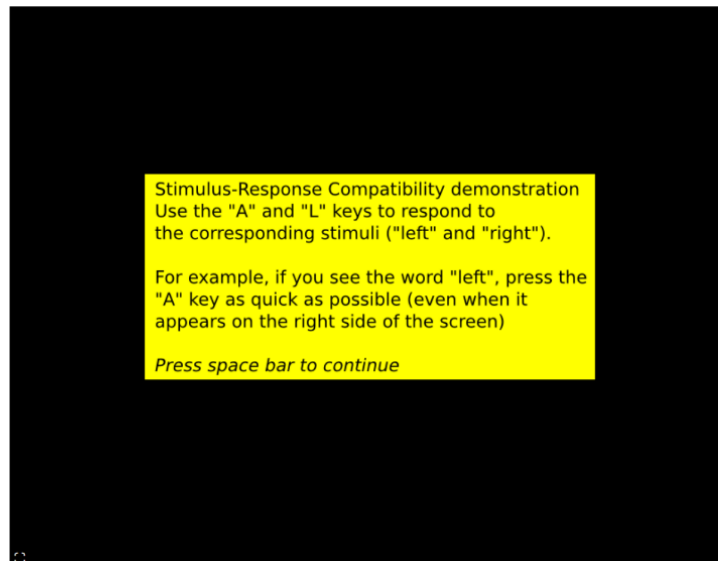 Stimulus-Response Compatibility demonstration
Use the "A" and "L" keys to respond to
the corresponding stimuli ("left" and "right").
For example, if you see the word "left", press the
"A" key as quick as possible (even when it
appears on the right side of the screen)
Press space bar to continue